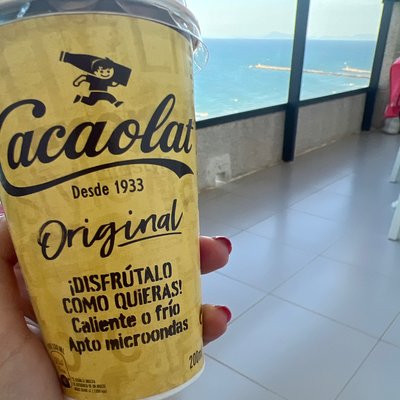 Cacaolat
Desde 1933
Original
¡DISFRÚTALO
COMO QUIERAS!
Caliente o frío
Apto microondas